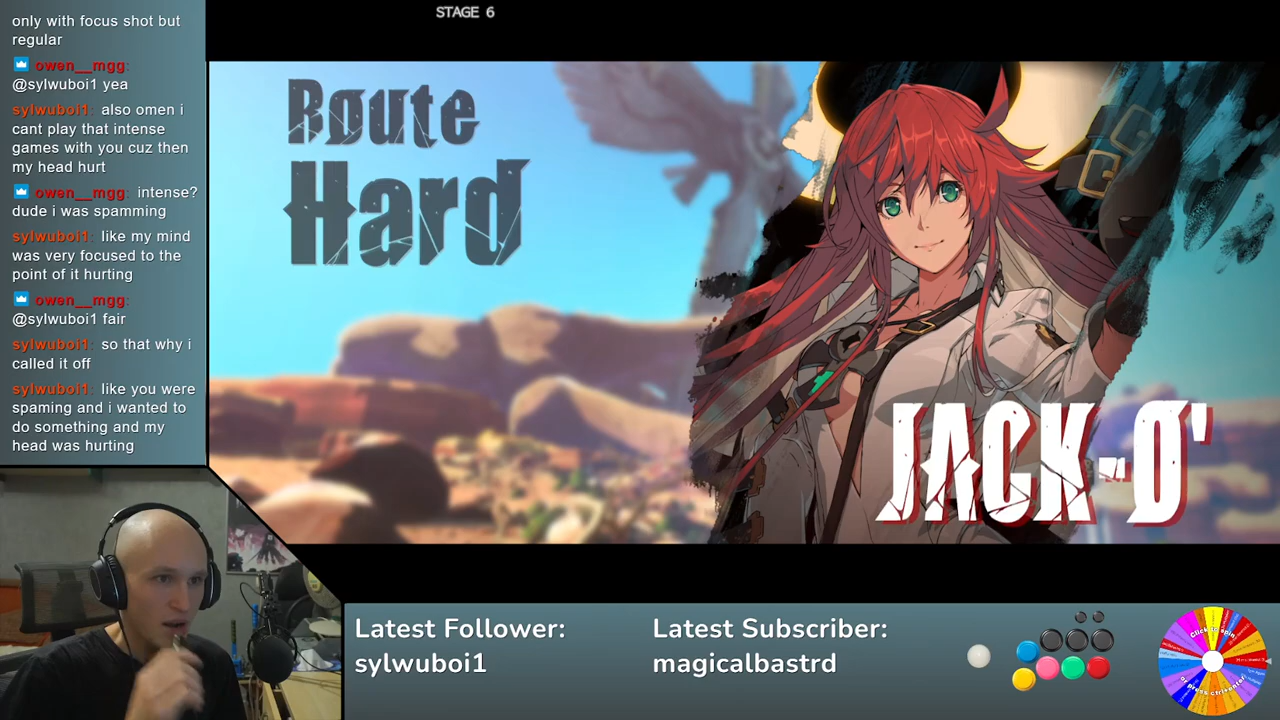 STAGE 6
only with focus shot but
regular
owen__mgg:
@sylwuboi1 yea
sylwuboi1: also omen i
cant play that intense
games with you cuz then
my head hurt
owen__mgg: intense?
dude i was spamming
sylwuboi1: like my mind
was very focused to the
point of it hurting
owen__mgg:
@sylwuboi1 fair
sylwuboi1: so that why i
called it off
sylwuboi1: like you were
spaming and i wanted to
do something and my
head was hurting
Route
Hard
JACK-O'
Latest Follower:
sylwuboi1
Latest Subscriber:
magicalbastrd
Click to spin